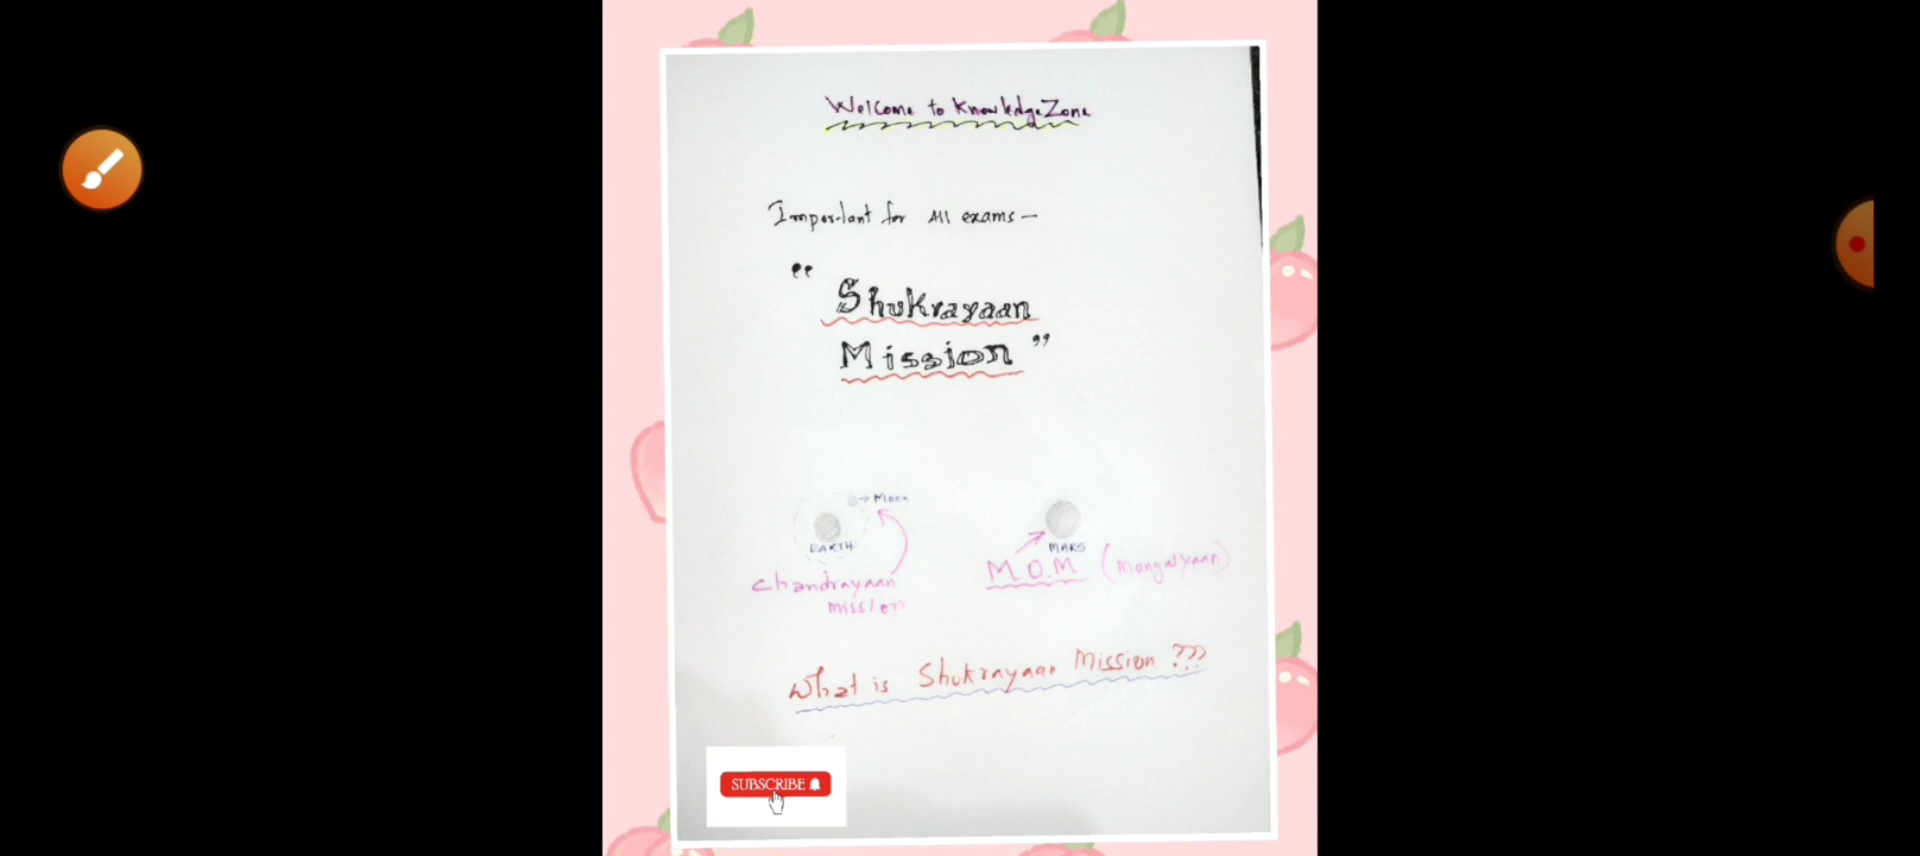 Welcome to KnowledgeZone
Important for All exams —
“ Shukrayaan
Mission ”
→ Moon
EARTH
MARS
M.O.M (Mangalyaan)
Chandrayaan
mission
What is Shukrayaan Mission ???
SUBSCRIBE